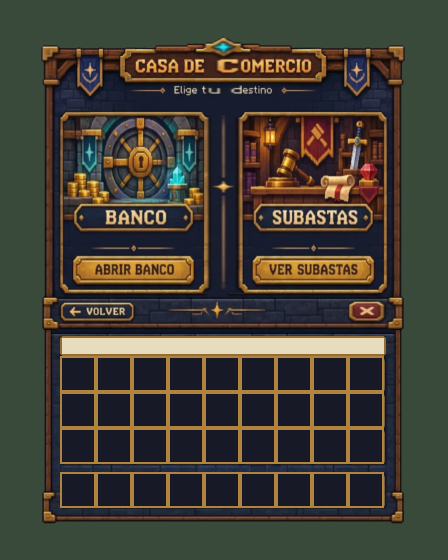 CASA DE COMERCIO
Elige tu destino
BANCO
SUBASTAS
ABRIR BANCO
VER SUBASTAS
← VOLVER